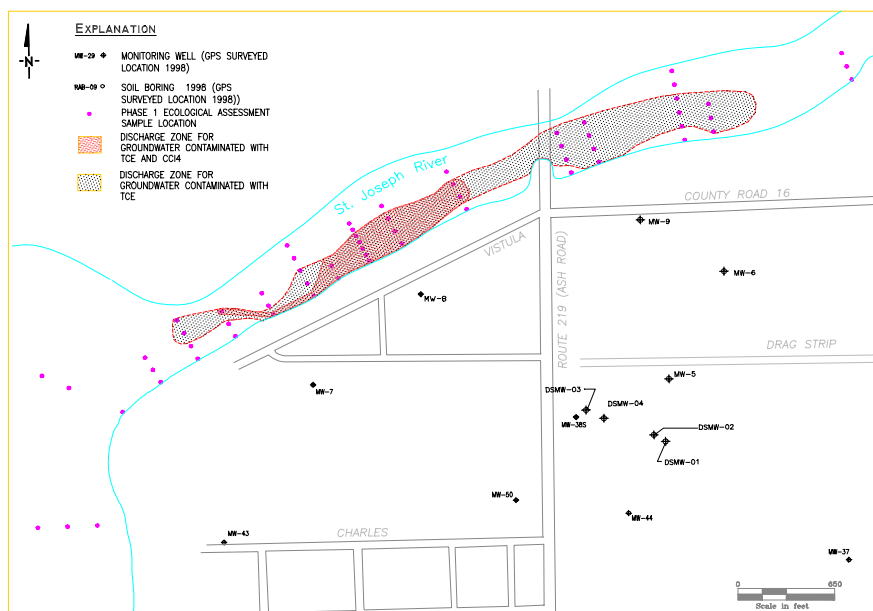 EXPLANATION
-N-
MW-29 MONITORING WELL (GPS SURVEYED
LOCATION 1998)
RAB-09 SOIL BORING 1998 (GPS
SURVEYED LOCATION 1998))
PHASE 1 ECOLOGICAL ASSESSMENT
SAMPLE LOCATION
DISCHARGE ZONE FOR
GROUNDWATER CONTAMINATED WITH
TCE AND CCl4
DISCHARGE ZONE FOR
GROUNDWATER CONTAMINATED WITH
TCE
St. Joseph River
COUNTY ROAD 16
MW-9
VISTULA
ROUTE 219 (ASH ROAD)
MW-6
MW-8
DRAG STRIP
MW-5
MW-7
DSMW-03
DSMW-04
MW-38S
DSMW-02
DSMW-01
MW-50
MW-44
CHARLES
MW-43
MW-37
0 650
Scale in feet